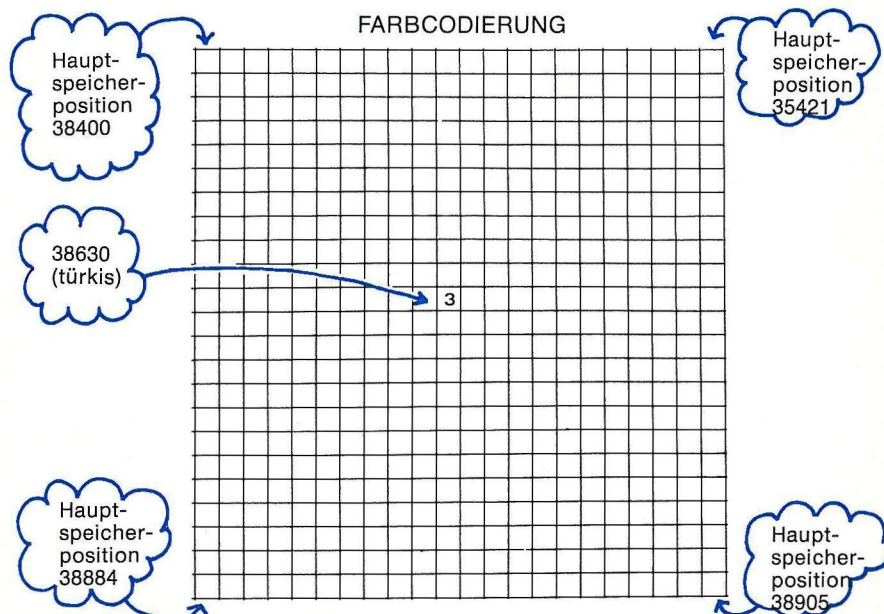 FARBCODIERUNG
Haupt-
speicher-
position
38400
Haupt-
speicher-
position
35421
38630
(türkis)
3
Haupt-
speicher-
position
38884
Haupt-
speicher-
position
38905